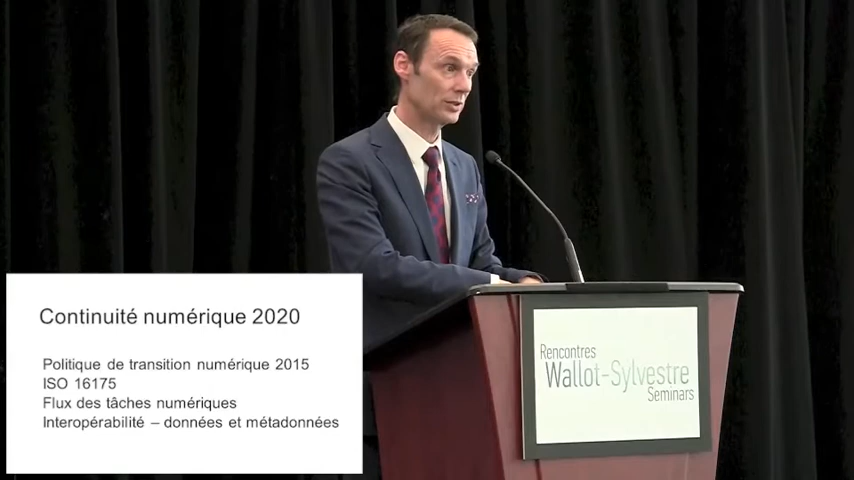 Continuité numérique 2020
Politique de transition numérique 2015
ISO 16175
Flux des tâches numériques
Interopérabilité – données et métadonnées
Rencontres
Wallot-Sylvestre
Seminars